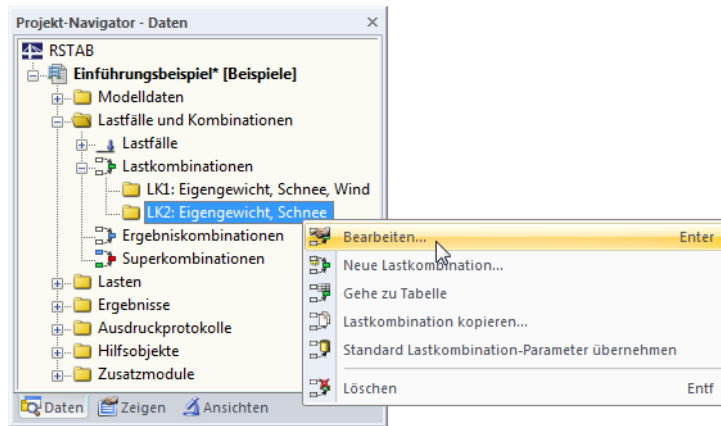 Projekt-Navigator - Daten
RSTAB
Einführungsbeispiel* [Beispiele]
Modelldaten
Lastfälle und Kombinationen
Lastfälle
Lastkombinationen
LK1: Eigengewicht, Schnee, Wind
LK2: Eigengewicht, Schnee
Ergebniskombinationen
Superkombinationen
Lasten
Ergebnisse
Ausdruckprotokolle
Hilfsobjekte
Zusatzmodule
Daten Zeigen Ansichten
Bearbeiten... Enter
Neue Lastkombination...
Gehe zu Tabelle
Lastkombination kopieren...
Standard Lastkombination-Parameter übernehmen
Löschen Entf